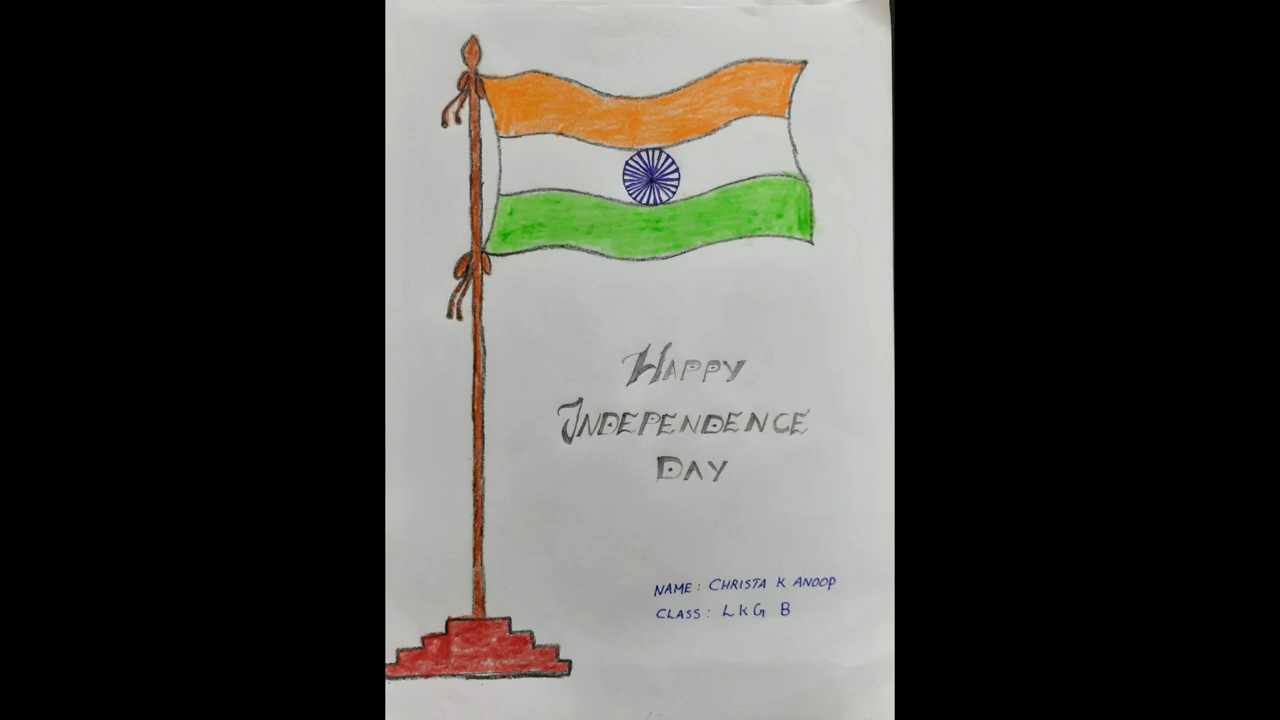 HAPPY
INDEPENDENCE
DAY
NAME: CHRISTA K ANOOP
CLASS: LKG B